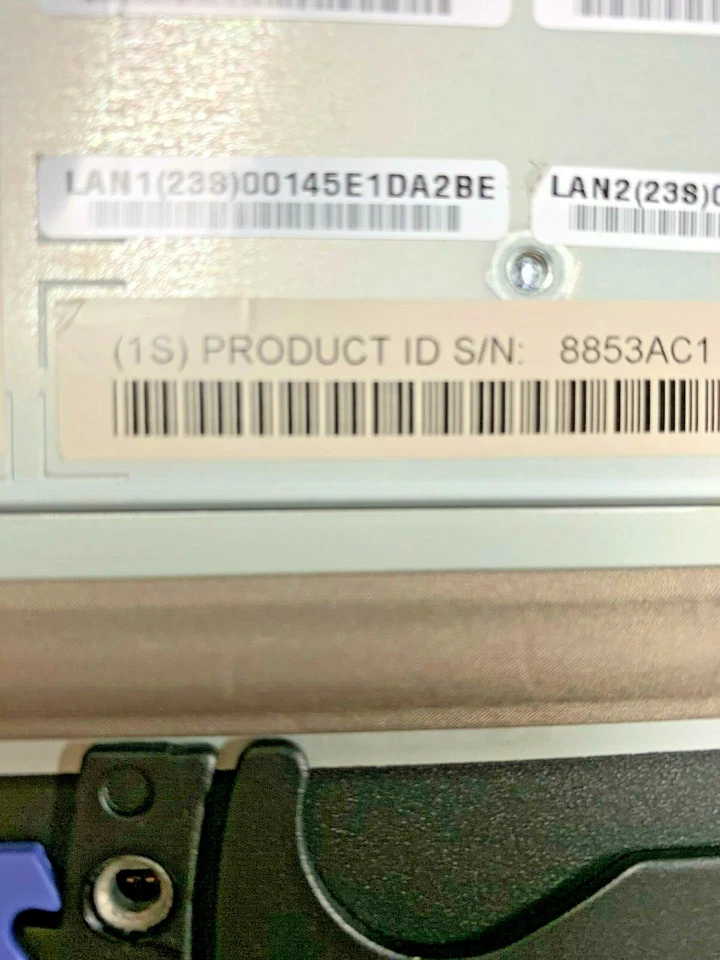 LAN1(23S)00145E1DA2BE LAN2(23S)
(1S) PRODUCT ID S/N: 8853AC1